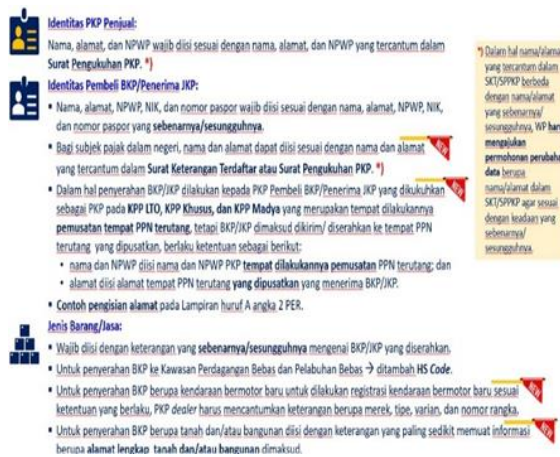 Identitas PKP Penjual:
Nama, alamat, dan NPWP wajib diisi sesuai dengan nama, alamat, dan NPWP yang tercantum dalam
Surat Pengukuhan PKP. *)
Identitas Pembeli BKP/Penerima JKP:
▪ Nama, alamat, NPWP, NIK, dan nomor paspor wajib diisi sesuai dengan nama, alamat, NPWP, NIK,
dan nomor paspor yang sebenarnya/sesungguhnya.
▪ Bagi subjek pajak dalam negeri, nama dan alamat dapat diisi sesuai dengan nama dan alamat
yang tercantum dalam Surat Keterangan Terdaftar atau Surat Pengukuhan PKP. *)
NEW
▪ Dalam hal penyerahan BKP/JKP dilakukan kepada PKP Pembeli BKP/Penerima JKP yang dikukuhkan
sebagai PKP pada KPP LTO, KPP Khusus, dan KPP Madya yang merupakan tempat dilakukannya
NEW
pemusatan tempat PPN terutang, tetapi BKP/JKP dimaksud dikirim/ diserahkan ke tempat PPN
terutang yang dipusatkan, berlaku ketentuan sebagai berikut:
• nama dan NPWP diisi nama dan NPWP PKP tempat dilakukannya pemusatan PPN terutang; dan
• alamat diisi alamat tempat PPN terutang yang dipusatkan yang menerima BKP/JKP.
▪ Contoh pengisian alamat pada Lampiran huruf A angka 2 PER.
Jenis Barang/Jasa:
▪ Wajib diisi dengan keterangan yang sebenarnya/sesungguhnya mengenai BKP/JKP yang diserahkan.
▪ Untuk penyerahan BKP ke Kawasan Perdagangan Bebas dan Pelabuhan Bebas → ditambah HS Code.
▪ Untuk penyerahan BKP berupa kendaraan bermotor baru untuk dilakukan registrasi kendaraan bermotor baru sesuai
ketentuan yang berlaku, PKP dealer harus mencantumkan keterangan berupa merek, tipe, varian, dan nomor rangka.
NEW
▪ Untuk penyerahan BKP berupa tanah dan/atau bangunan diisi dengan keterangan yang paling sedikit memuat informasi
berupa alamat lengkap tanah dan/atau bangunan dimaksud.
NEW
*) Dalam hal nama/alama
yang tercantum dalam
SKT/SPPKP berbeda
dengan nama/alamat
yang sebenarnya/
sesungguhnya, WP har
mengajukan
permohonan perubaha
data berupa
nama/alamat dalam
SKT/SPPKP agar sesuai
dengan keadaan yang
sebenarnya/
sesungguhnya.